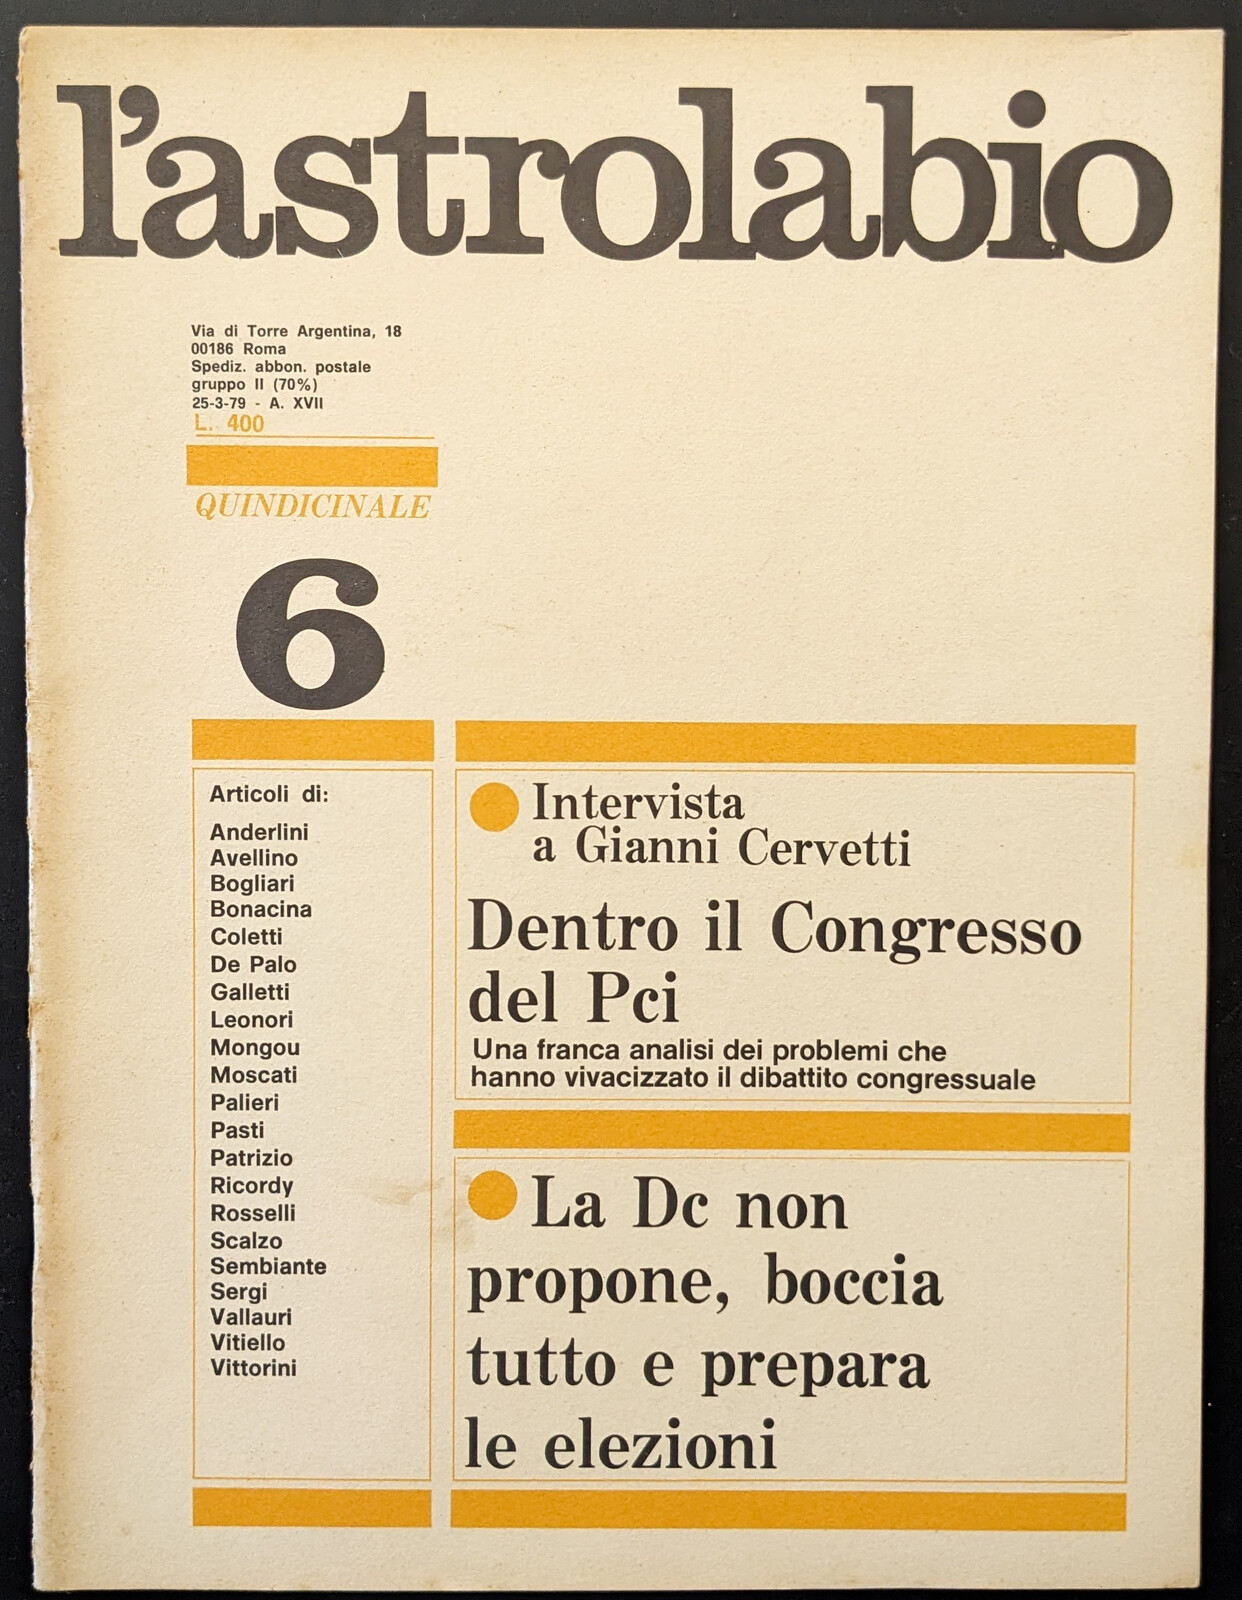 l'astrolabio
Via di Torre Argentina, 18
00186 Roma
Spediz. abbon. postale
gruppo II (70%)
25-3-79 - A. XVII
L. 400
QUINDICINALE
6
Articoli di:
Anderlini
Avellino
Bogliari
Bonacina
Coletti
De Palo
Galletti
Leonori
Mongou
Moscati
Palieri
Pasti
Patrizio
Ricordy
Rosselli
Scalzo
Sembiante
Sergi
Vallauri
Vitiello
Vittorini
Intervista
a Gianni Cervetti
Dentro il Congresso
del Pci
Una franca analisi dei problemi che
hanno vivacizzato il dibattito congressuale
La Dc non
propone, boccia
tutto e prepara
le elezioni